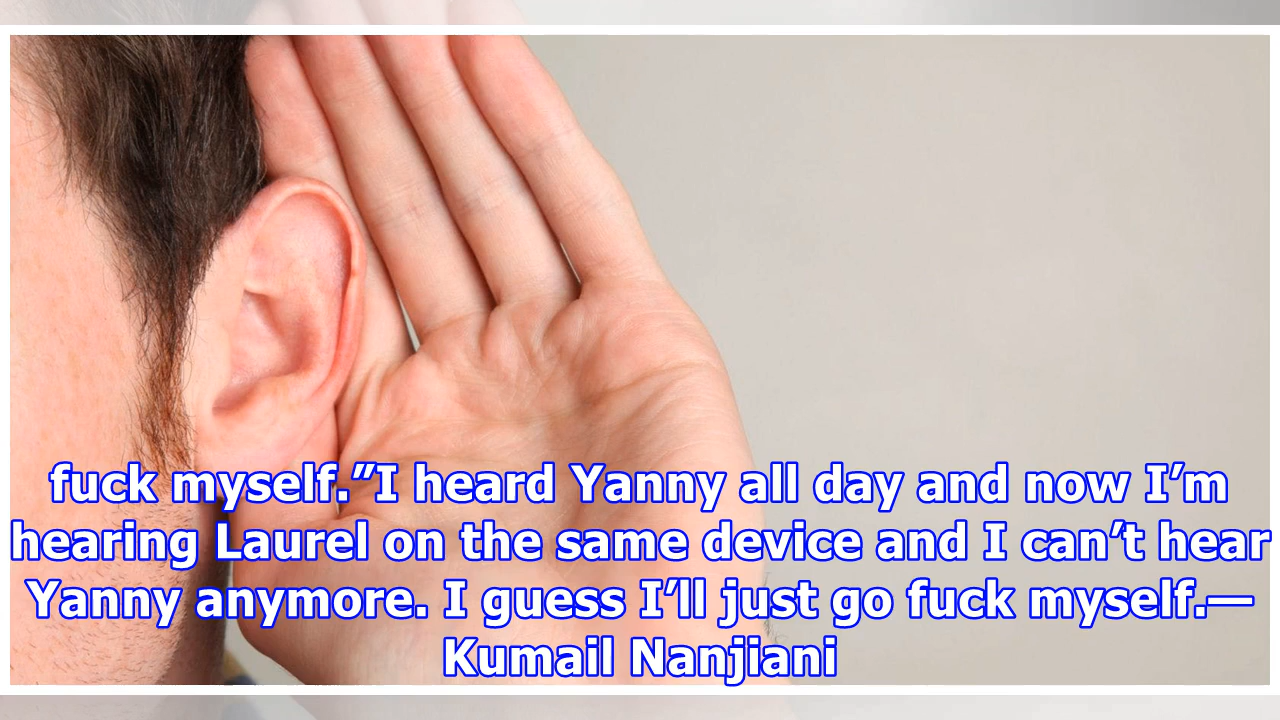 fuck myself.”I heard Yanny all day and now I’m
hearing Laurel on the same device and I can’t hear
Yanny anymore. I guess I’ll just go fuck myself.—
Kumail Nanjiani